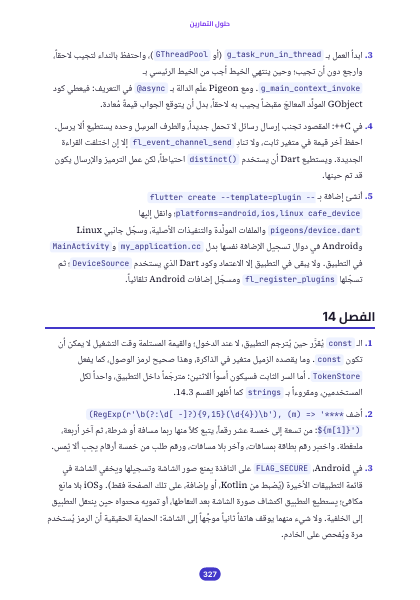 حلول التمارين
3. ابدأ العمل بـ g_task_run_in_thread (أو GThreadPool)، واحتفظ بالنداء لتجيب لاحقاً،
وارجع دون أن تجيب؛ وحين ينتهي الخيط أجب من الخيط الرئيسي بـ
g_main_context_invoke. ومع Pigeon علّم الدالة بـ @async في التعريف: فيعطي كود
GObject المولّد المعالجَ مقبضاً يجيب به لاحقاً، بدل أن يتوقع الجواب قيمةً مُعادة.
4. في C++: المقصود تجنب إرسال رسائل لا تحمل جديداً، والطرف المرسِل وحده يستطيع ألا يرسل.
احفظ آخر قيمة في متغير ثابت، ولا تنادِ fl_event_channel_send إلا إن اختلفت القراءة
الجديدة. ويستطيع Dart أن يستخدم distinct() احتياطاً، لكن عمل الترميز والإرسال يكون
قد تم حينها.
5. أنشئ إضافة بـ flutter create --template=plugin --
platforms=android,ios,linux cafe_device؛ وانقل إليها
pigeons/device.dart والملفات المولّدة والتنفيذات الأصلية، وسجّل جانبي Linux
وAndroid في دوال تسجيل الإضافة نفسها بدل my_application.cc و MainActivity
في التطبيق. ولا يبقى في التطبيق إلا الاعتماد وكود Dart الذي يستخدم DeviceSource؛ ثم
تسجّلها fl_register_plugins ومسجّل إضافات Android تلقائياً.
الفصل 14
1. الـ const يُقرَّر حين يُترجم التطبيق، لا عند الدخول؛ والقيمة المستلمة وقت التشغيل لا يمكن أن
تكون const. وما يقصده الزميل متغير في الذاكرة، وهذا صحيح لرمز الوصول، كما يفعل
TokenStore. أما السر الثابت فسيكون أسوأ الاثنين: مترجَماً داخل التطبيق، واحداً لكل
المستخدمين، ومقروءاً بـ strings كما أظهر القسم 14.3.
2. أضف (RegExp(r'\b(?:\d[ -]?){9,15}(\d{4})\b'), (m) => '****
${m[1]}')‎: من تسعة إلى خمسة عشر رقماً، يتبع كلاً منها ربما مسافة أو شرطة، ثم آخر أربعة،
ملتقطة. واختبر رقم بطاقة بمسافات، وآخر بلا مسافات، ورقم طلب من خمسة أرقام يجب ألا يُمس.
3. في Android، FLAG_SECURE على النافذة يمنع صور الشاشة وتسجيلها ويخفي الشاشة في
قائمة التطبيقات الأخيرة (يُضبط من Kotlin، أو بإضافة، على تلك الصفحة فقط). وiOS بلا مانع
مكافئ؛ يستطيع التطبيق اكتشاف صورة الشاشة بعد التقاطها، أو تمويه محتواه حين ينتقل التطبيق
إلى الخلفية. ولا شيء منهما يوقف هاتفاً ثانياً موجَّهاً إلى الشاشة: الحماية الحقيقية أن الرمز يُستخدم
مرة ويُفحص على الخادم.
327